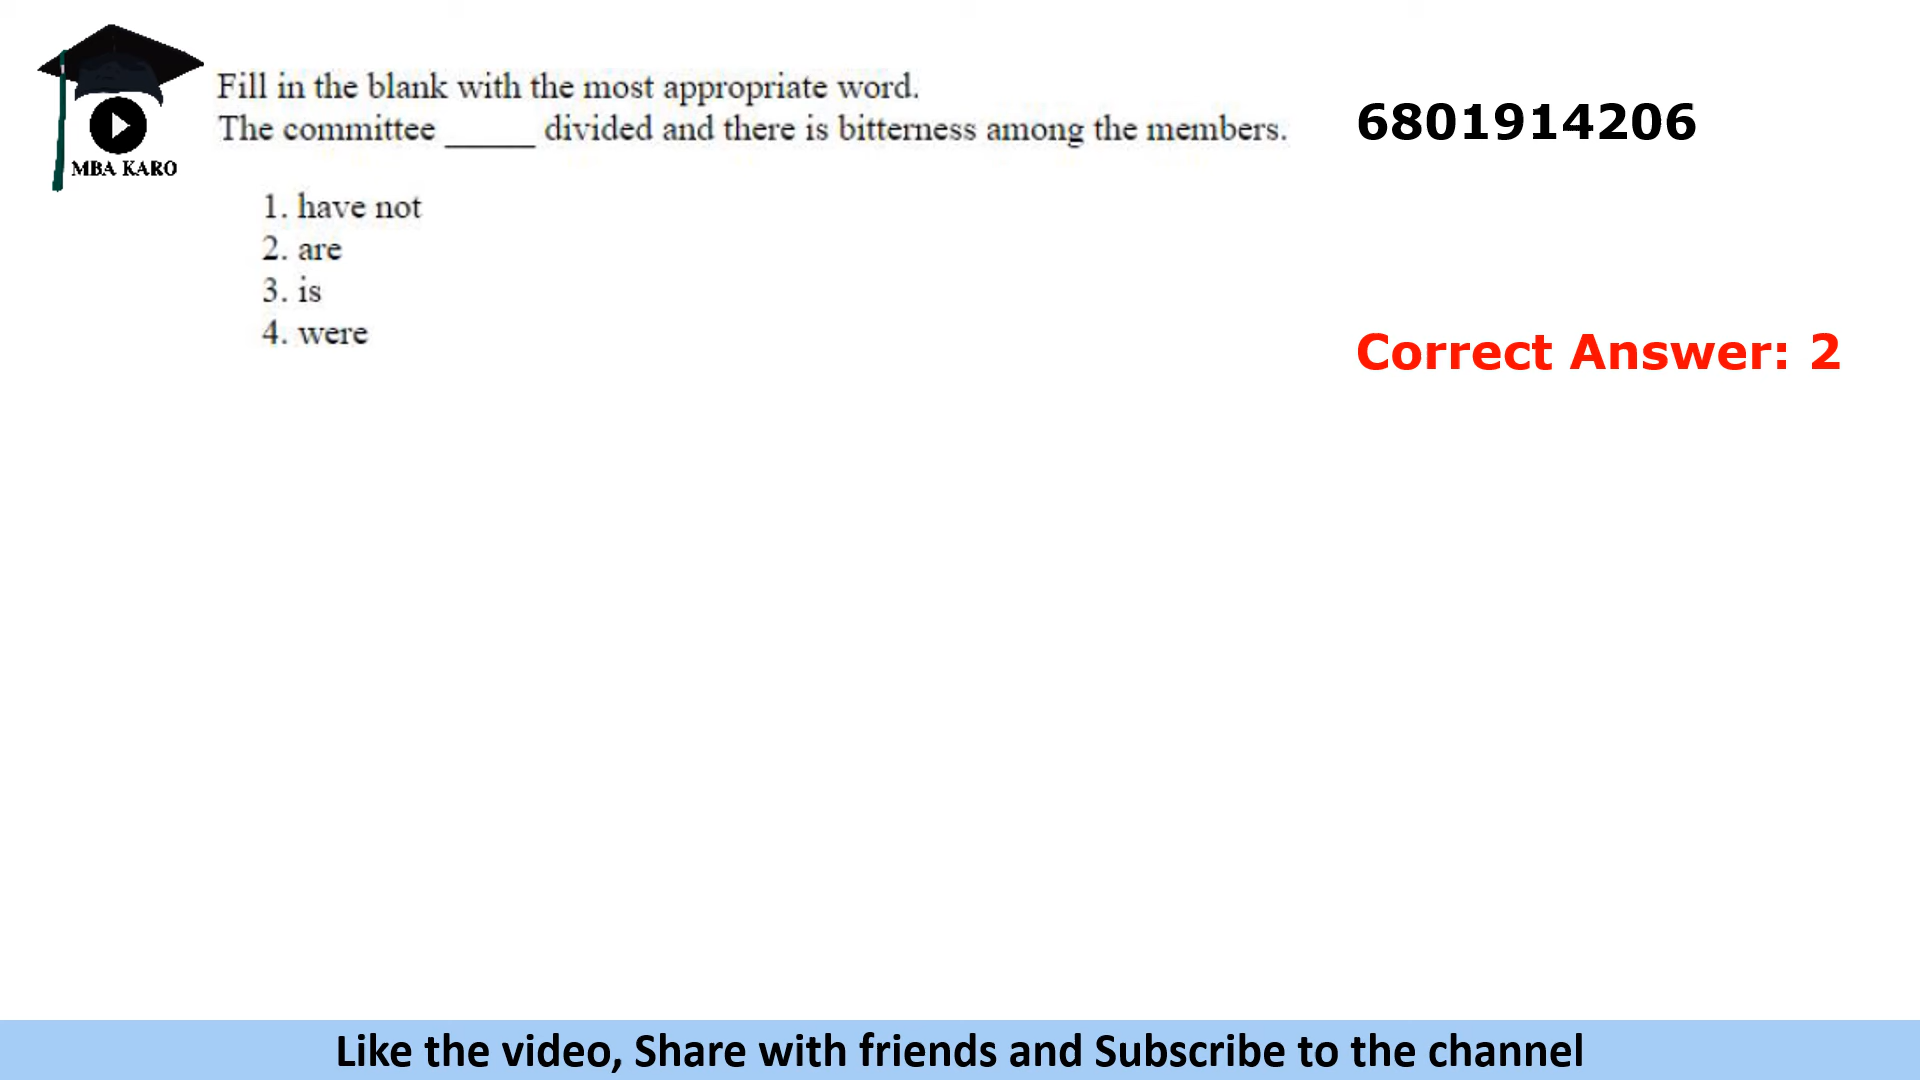 MBA KARO
Fill in the blank with the most appropriate word.
The committee _____ divided and there is bitterness among the members.
1. have not
2. are
3. is
4. were
6801914206
Correct Answer: 2
Like the video, Share with friends and Subscribe to the channel